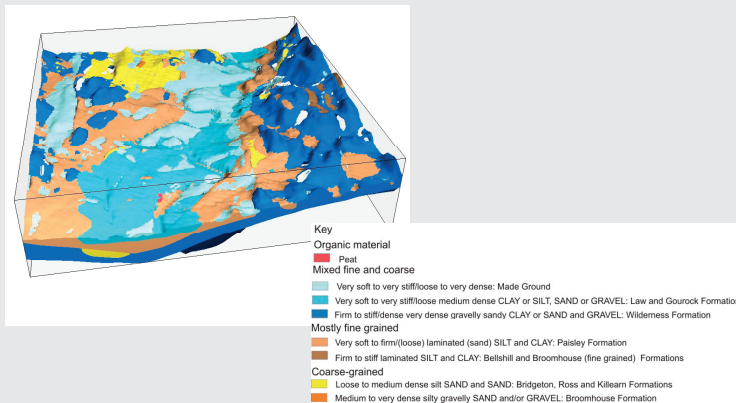 Key
Organic material
Peat
Mixed fine and coarse
Very soft to very stiff/loose to very dense: Made Ground
Very soft to very stiff/loose medium dense CLAY or SILT, SAND or GRAVEL: Law and Gourock Formatio
Firm to stiff/dense very dense gravelly sandy CLAY or SAND and GRAVEL: Wilderness Formation
Mostly fine grained
Very soft to firm/(loose) laminated (sand) SILT and CLAY: Paisley Formation
Firm to stiff laminated SILT and CLAY: Bellshill and Broomhouse (fine grained) Formations
Coarse-grained
Loose to medium dense silt SAND and SAND: Bridgeton, Ross and Killearn Formations
Medium to very dense silty gravelly SAND and/or GRAVEL: Broomhouse Formation